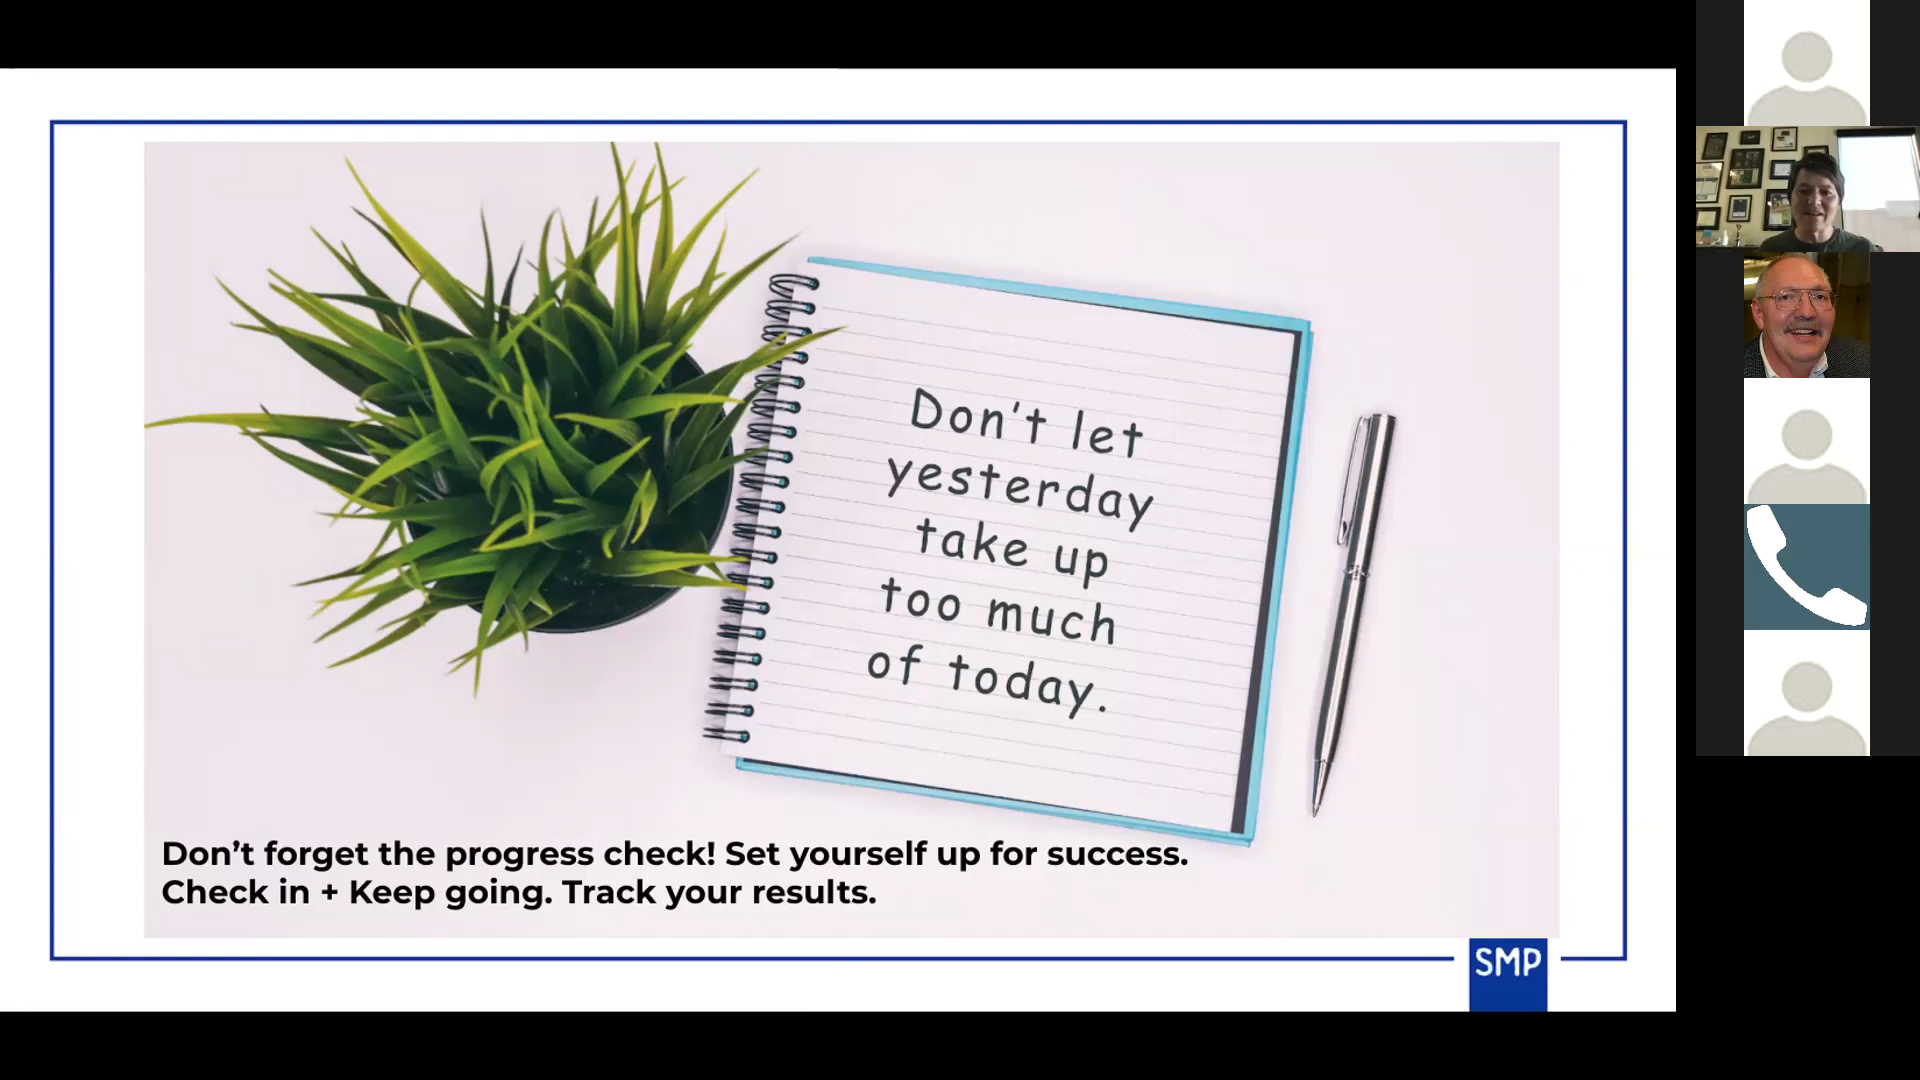 Don't let
yesterday
take up
too much
of today.
Don’t forget the progress check! Set yourself up for success.
Check in + Keep going. Track your results.
SMP